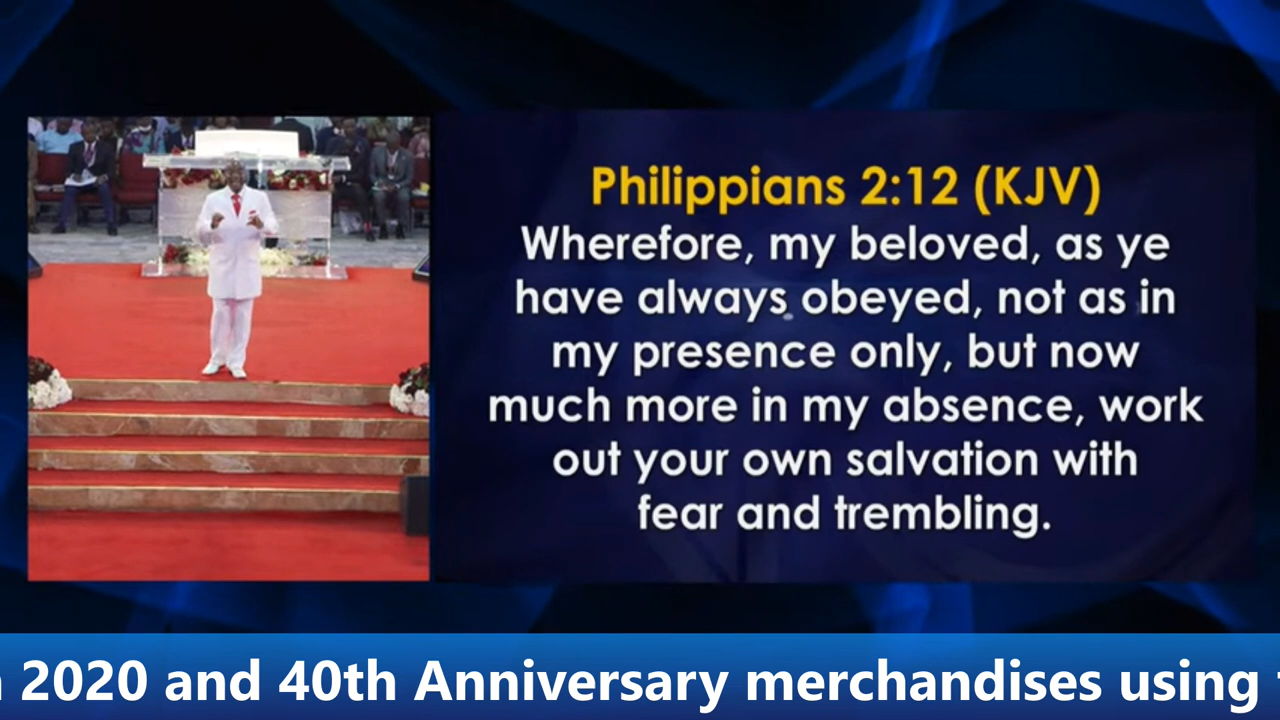 Philippians 2:12 (KJV)
Wherefore, my beloved, as ye
have always obeyed, not as in
my presence only, but now
much more in my absence, work
out your own salvation with
fear and trembling.
2020 and 40th Anniversary merchandises using